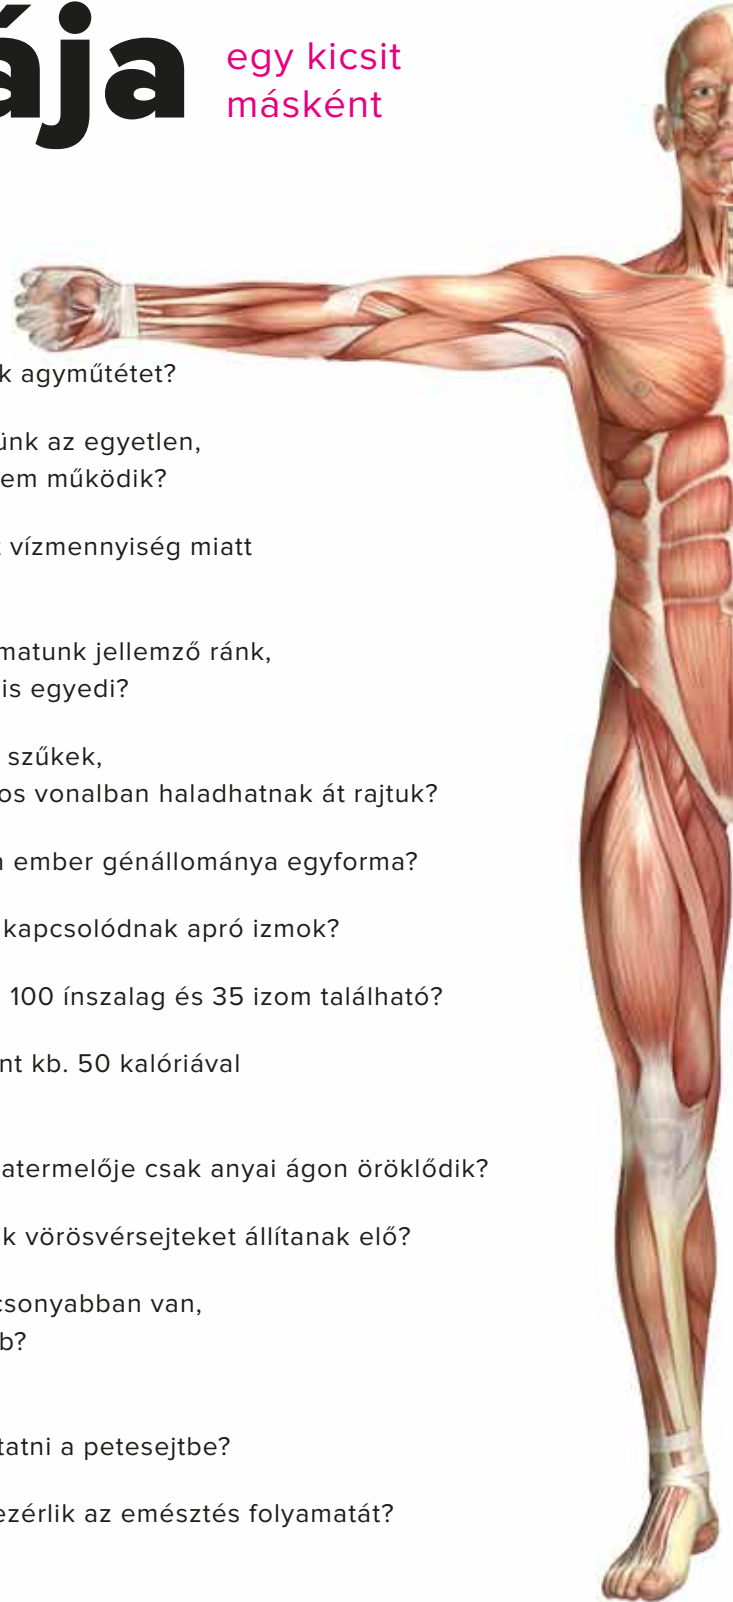 ája
egy kicsit
másként
k agyműtétet?
ünk az egyetlen,
em működik?
t vízmennyiség miatt
matunk jellemző ránk,
is egyedi?
szűkek,
os vonalban haladhatnak át rajtuk?
n ember génállománya egyforma?
kapcsolódnak apró izmok?
100 ínszalag és 35 izom található?
nt kb. 50 kalóriával
atermelője csak anyai ágon öröklődik?
k vörösvérsejteket állítanak elő?
csonyabban van,
b?
tatni a petesejtbe?
ezérlik az emésztés folyamatát?